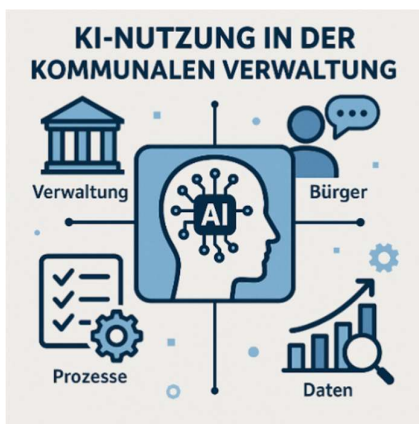 KI-NUTZUNG IN DER
KOMMUNALEN VERWALTUNG
Verwaltung
Bürger
AI
Prozesse
Daten